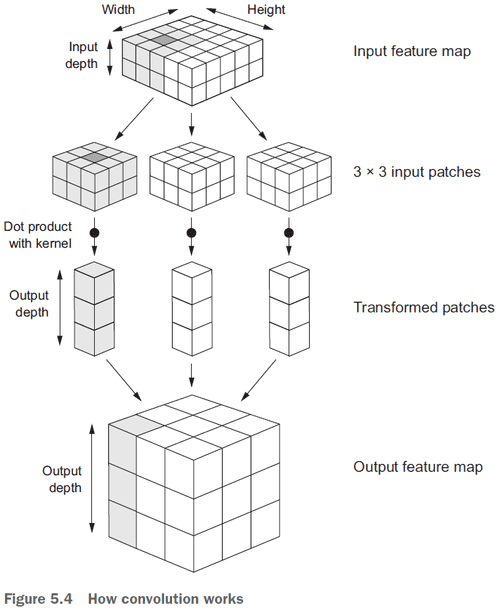 Width
Height
Input
depth
Input feature map
3 × 3 input patches
Dot product
with kernel
Output
depth
Transformed patches
Output
depth
Output feature map
Figure 5.4 How convolution works